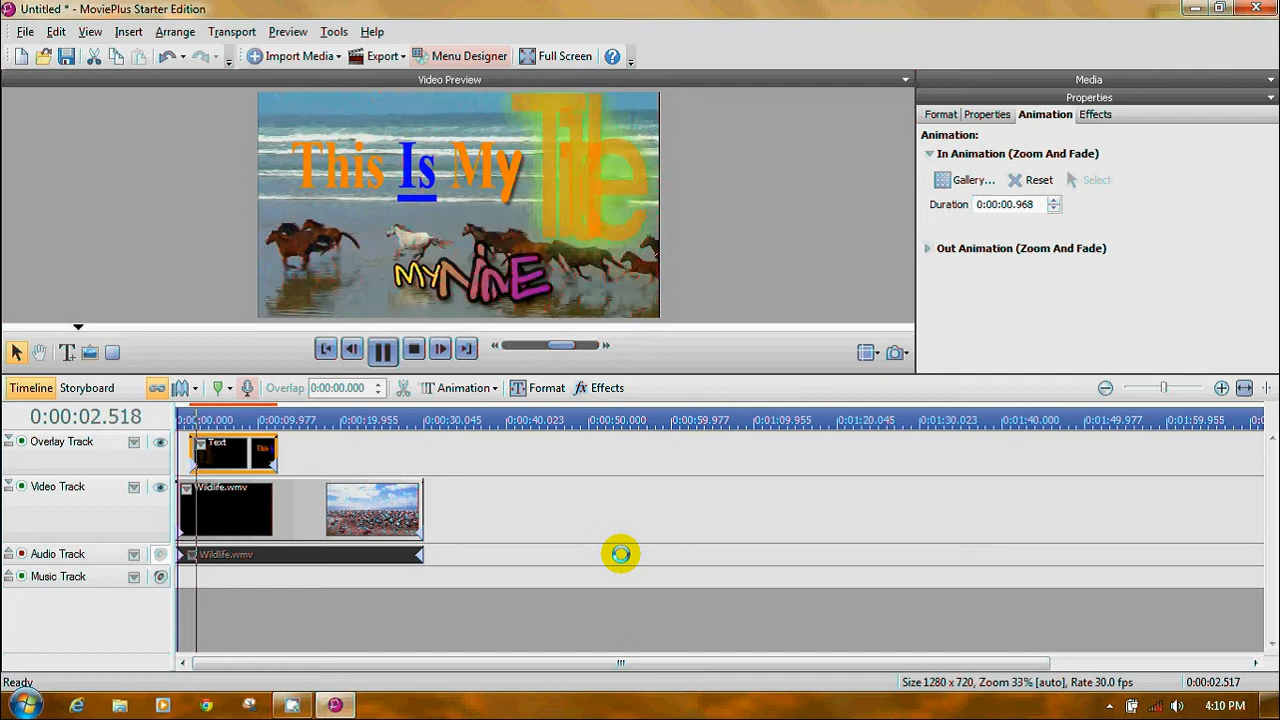 Untitled * - MoviePlus Starter Edition
File Edit View Insert Arrange Transport Preview Tools Help
Import Media Export Menu Designer Full Screen
Video Preview
Media
Properties
Format Properties Animation Effects
Animation:
In Animation (Zoom And Fade)
Gallery... Reset Select
Duration 0:00:00.968
Out Animation (Zoom And Fade)
This Is My Title
MY NiNE
Timeline Storyboard Overlap 0:00:00.000 Animation Format Effects
0:00:02.518
0:00:00.000 0:00:09.977 0:00:19.955 0:00:30.045 0:00:40.023 0:00:50.000 0:00:59.977 0:01:09.955 0:01:20.045 0:01:30.023 0:01:40.000 0:01:49.977 0:01:59.955
Overlay Track
Text
Video Track
Wildlife.wmv
Audio Track
Wildlife.wmv
Music Track
Ready
Size 1280 x 720, Zoom 33% [auto], Rate 30.0 fps
0:00:02.517
4:10 PM